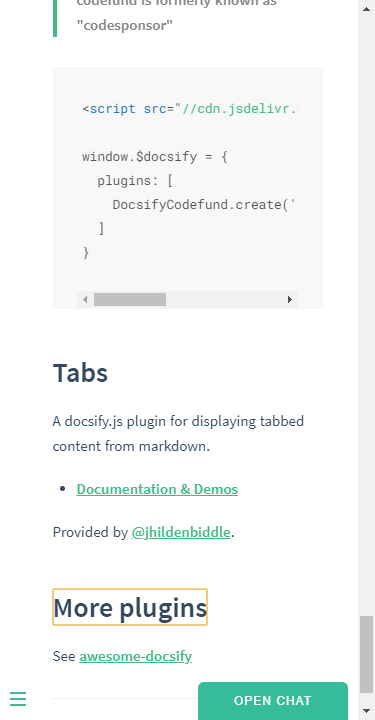 codefund is formerly known as
"codesponsor"
<script src="//cdn.jsdelivr.
window.$docsify = {
plugins: [
DocsifyCodefund.create('
]
}
Tabs
A docsify.js plugin for displaying tabbed
content from markdown.
• Documentation & Demos
Provided by @jhildenbiddle.
More plugins
See awesome-docsify
OPEN CHAT